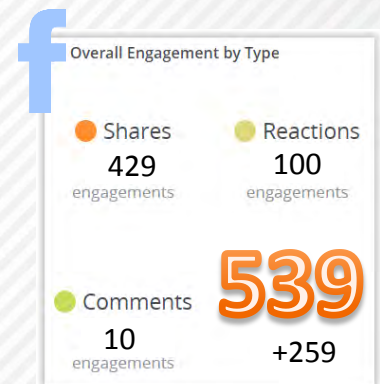 f
Overall Engagement by Type
Shares
Reactions
429
100
engagements
engagements
539
Comments
10
+259
engagements